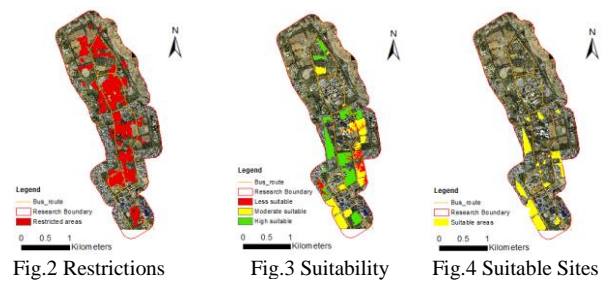 N
Legend
Bus_route
Research Boundary
Restricted areas
0 0.5 1
Kilometers
Fig.2 Restrictions
N
Legend
Bus_route
Research Boundary
Less suitable
Moderate suitable
High suitable
0 0.5 1
Kilometers
Fig.3 Suitability
N
Legend
Bus_route
Research Boundary
Suitable areas
0 0.5 1
Kilometers
Fig.4 Suitable Sites